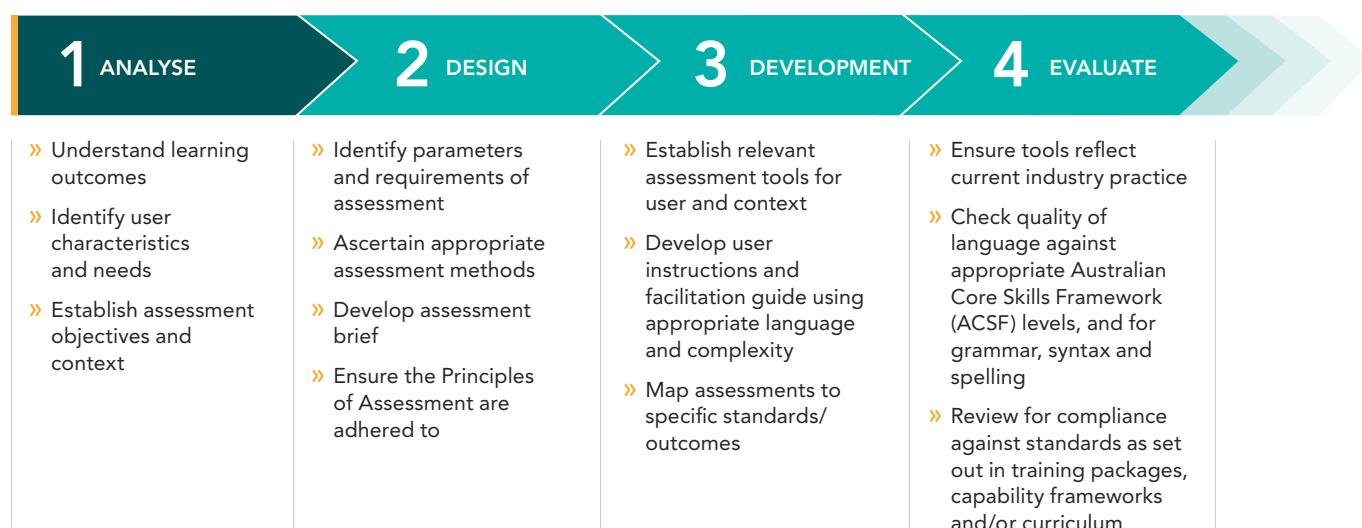 1 ANALYSE
2 DESIGN
3 DEVELOPMENT
4 EVALUATE
» Understand learning
outcomes
» Identify user
characteristics
and needs
» Establish assessment
objectives and
context
» Identify parameters
and requirements of
assessment
» Ascertain appropriate
assessment methods
» Develop assessment
brief
» Ensure the Principles
of Assessment are
adhered to
» Establish relevant
assessment tools for
user and context
» Develop user
instructions and
facilitation guide using
appropriate language
and complexity
» Map assessments to
specific standards/
outcomes
» Ensure tools reflect
current industry practice
» Check quality of
language against
appropriate Australian
Core Skills Framework
(ACSF) levels, and for
grammar, syntax and
spelling
» Review for compliance
against standards as set
out in training packages,
capability frameworks
and/or curriculum